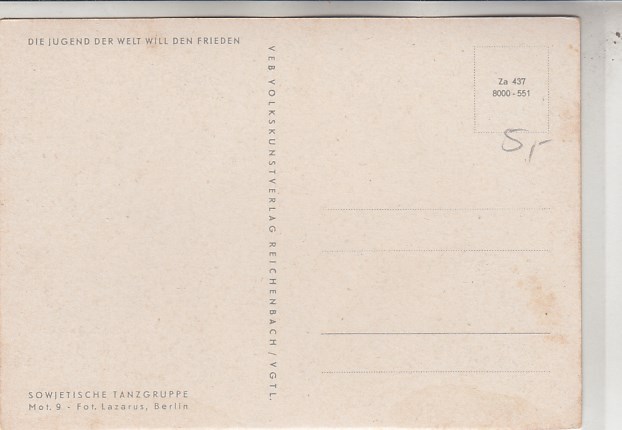 DIE JUGEND DER WELT WILL DEN FRIEDEN
VEB VOLKSKUNSTVERLAG REICHENBACH/VGTL.
Za 437
8000-551
5,-
SOWJETISCHE TANZGRUPPE
Mot. 9 - Fot. Lazarus, Berlin